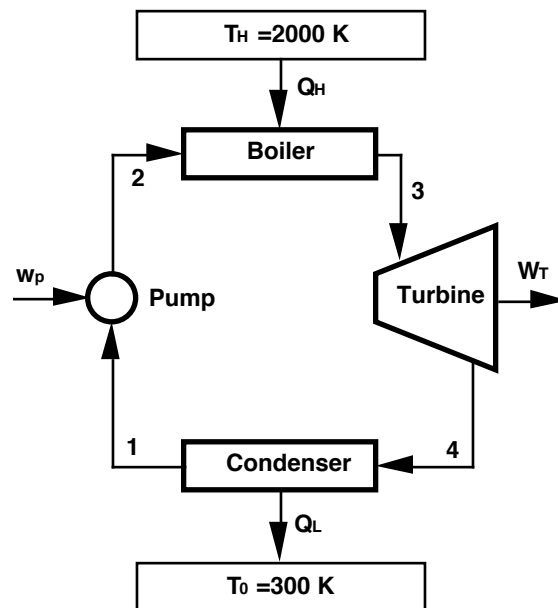 TH =2000 K
QH
Boiler
2
3
wp
Pump
Turbine
WT
1
Condenser
4
QL
T0 =300 K